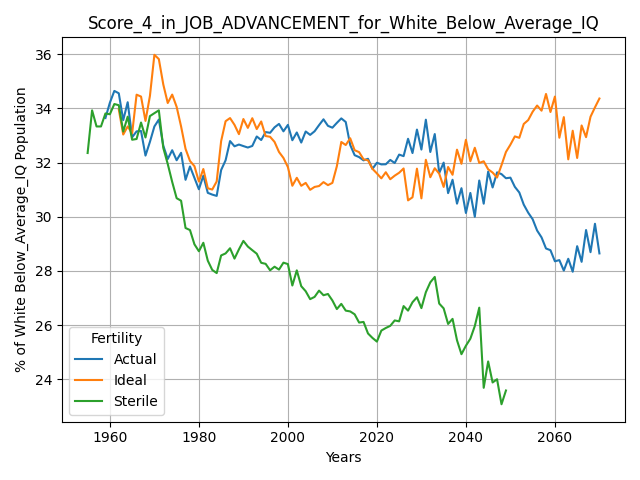 Score_4_in_JOB_ADVANCEMENT_for_White_Below_Average_IQ
% of White Below_Average_IQ Population
36
34
32
30
28
26
24
Fertility
Actual
Ideal
Sterile
1960 1980 2000 2020 2040 2060
Years